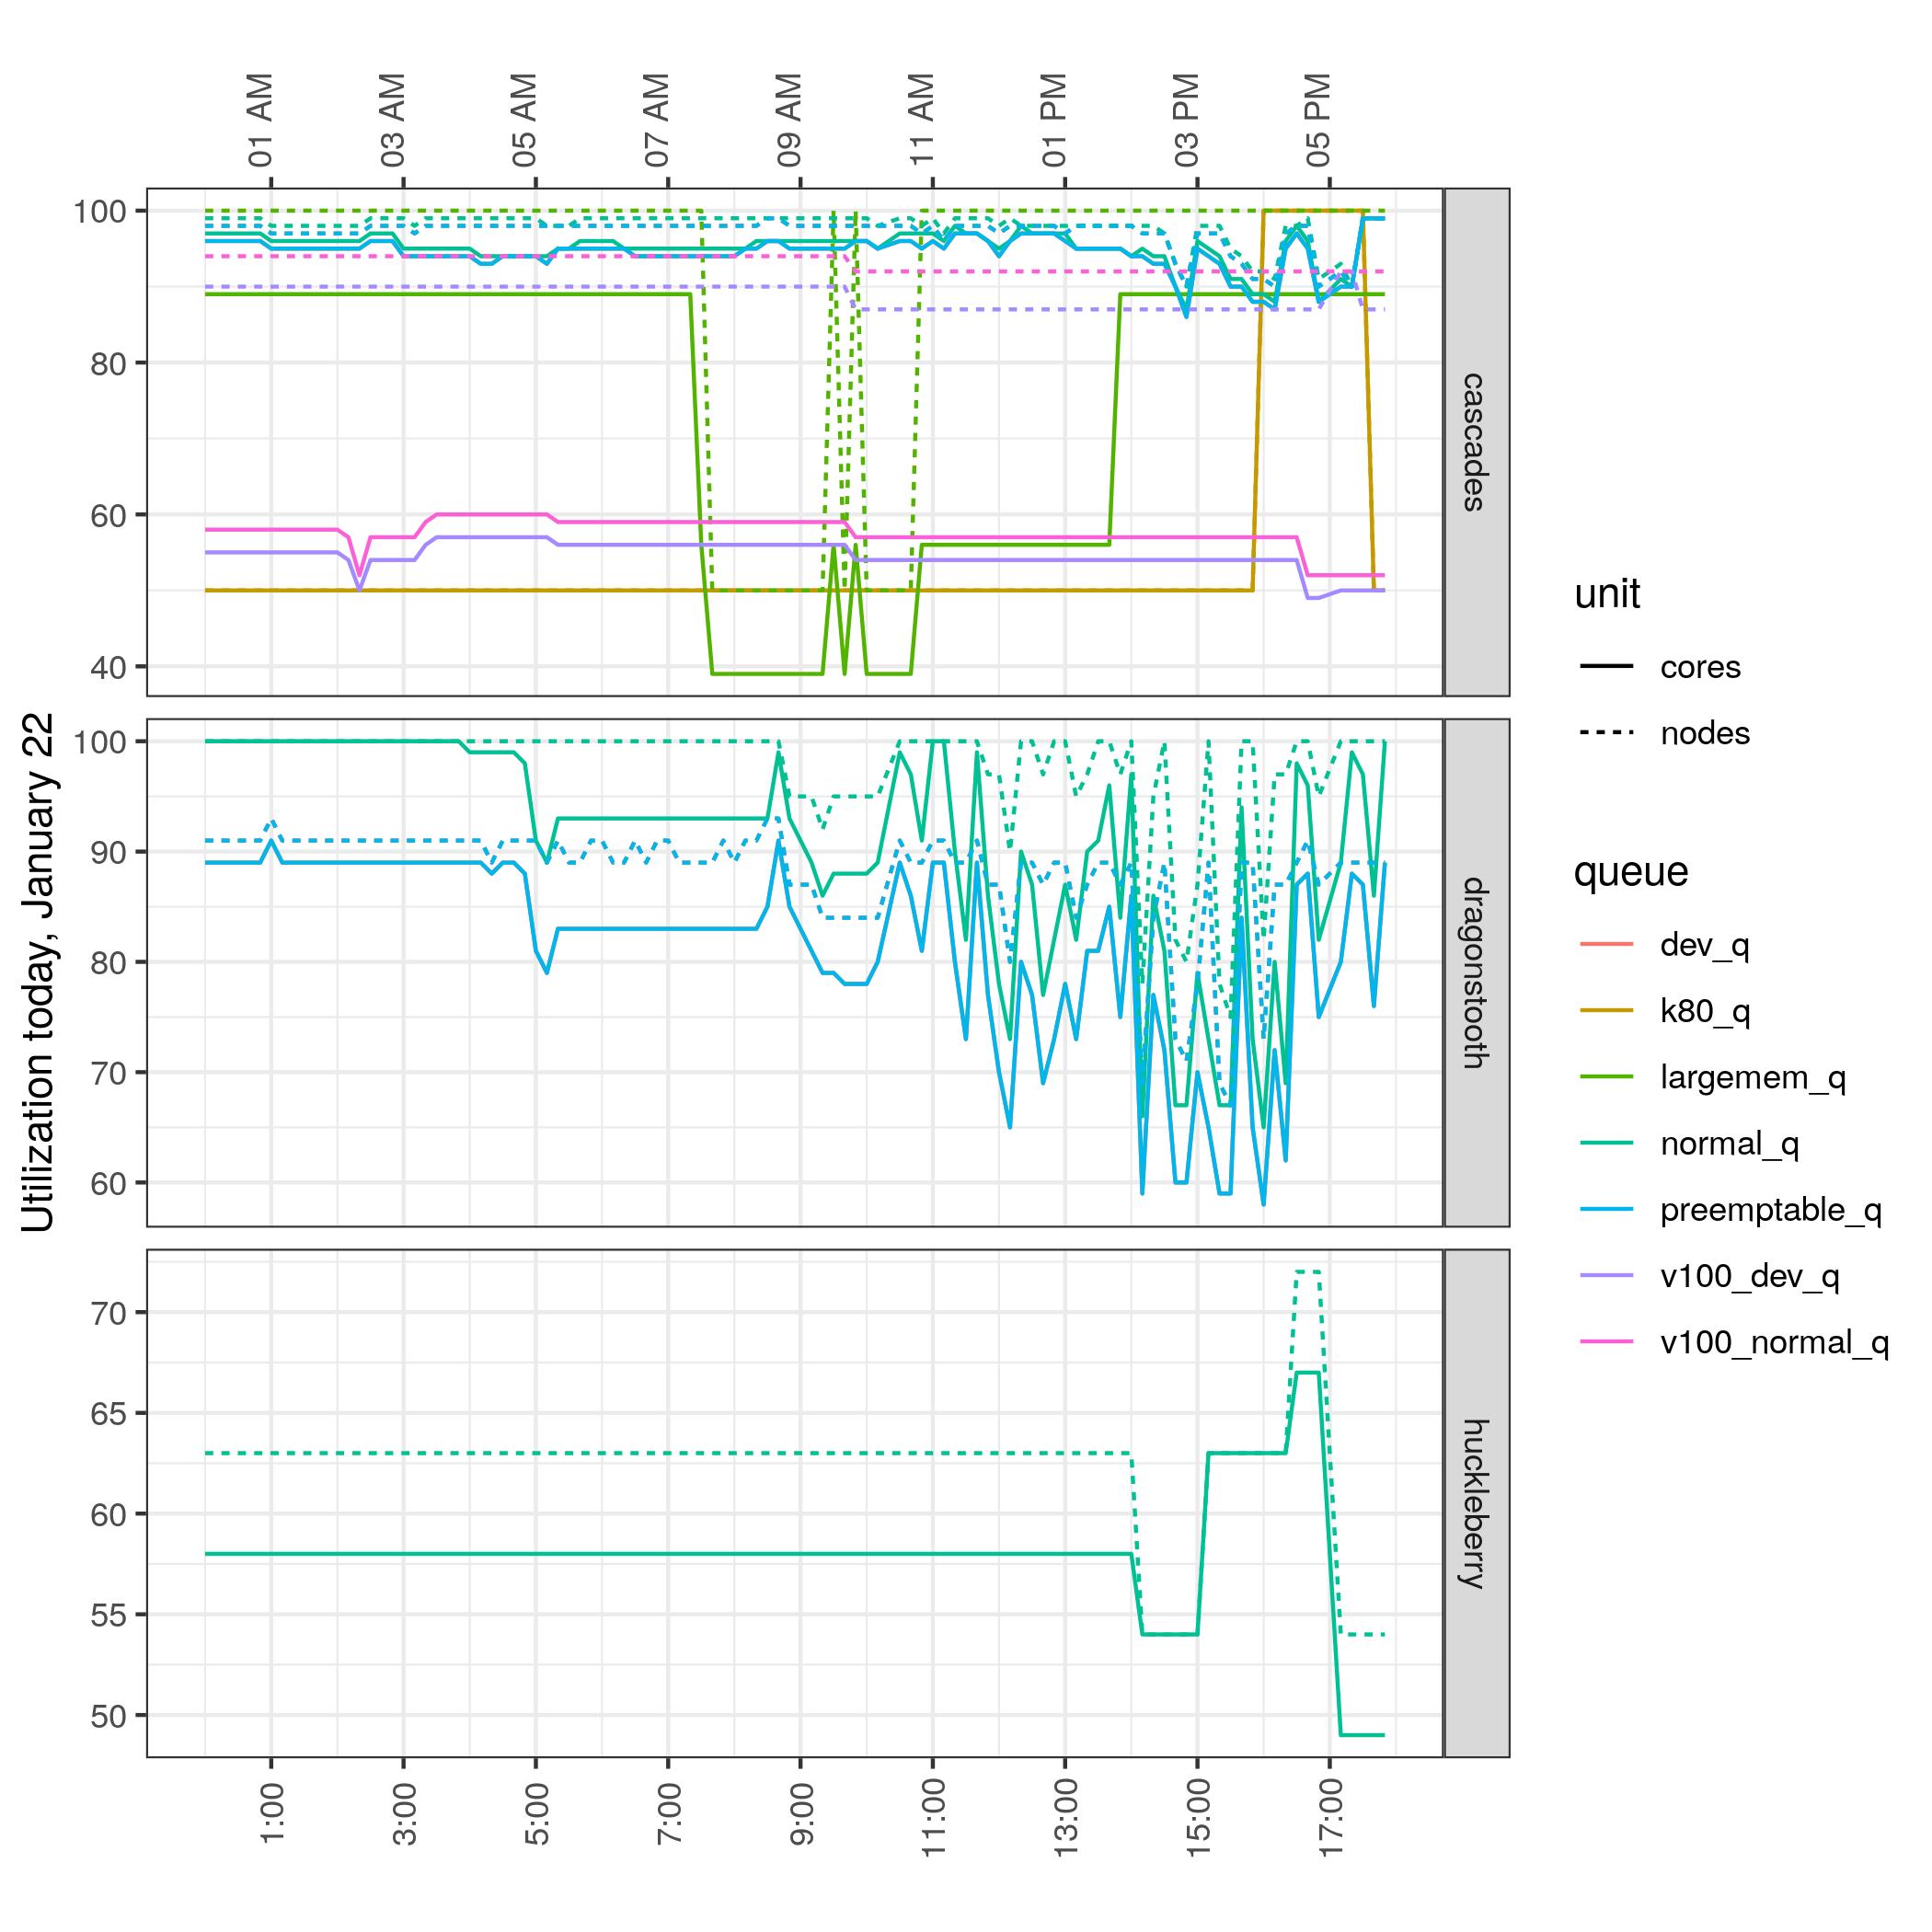 01 AM
03 AM
05 AM
07 AM
09 AM
11 AM
01 PM
03 PM
05 PM
Utilization today, January 22
100
80
60
40
cascades
100
90
80
70
60
dragonstooth
70
65
60
55
50
huckleberry
1:00
3:00
5:00
7:00
9:00
11:00
13:00
15:00
17:00
unit
cores
nodes
queue
dev_q
k80_q
largemem_q
normal_q
preemptable_q
v100_dev_q
v100_normal_q